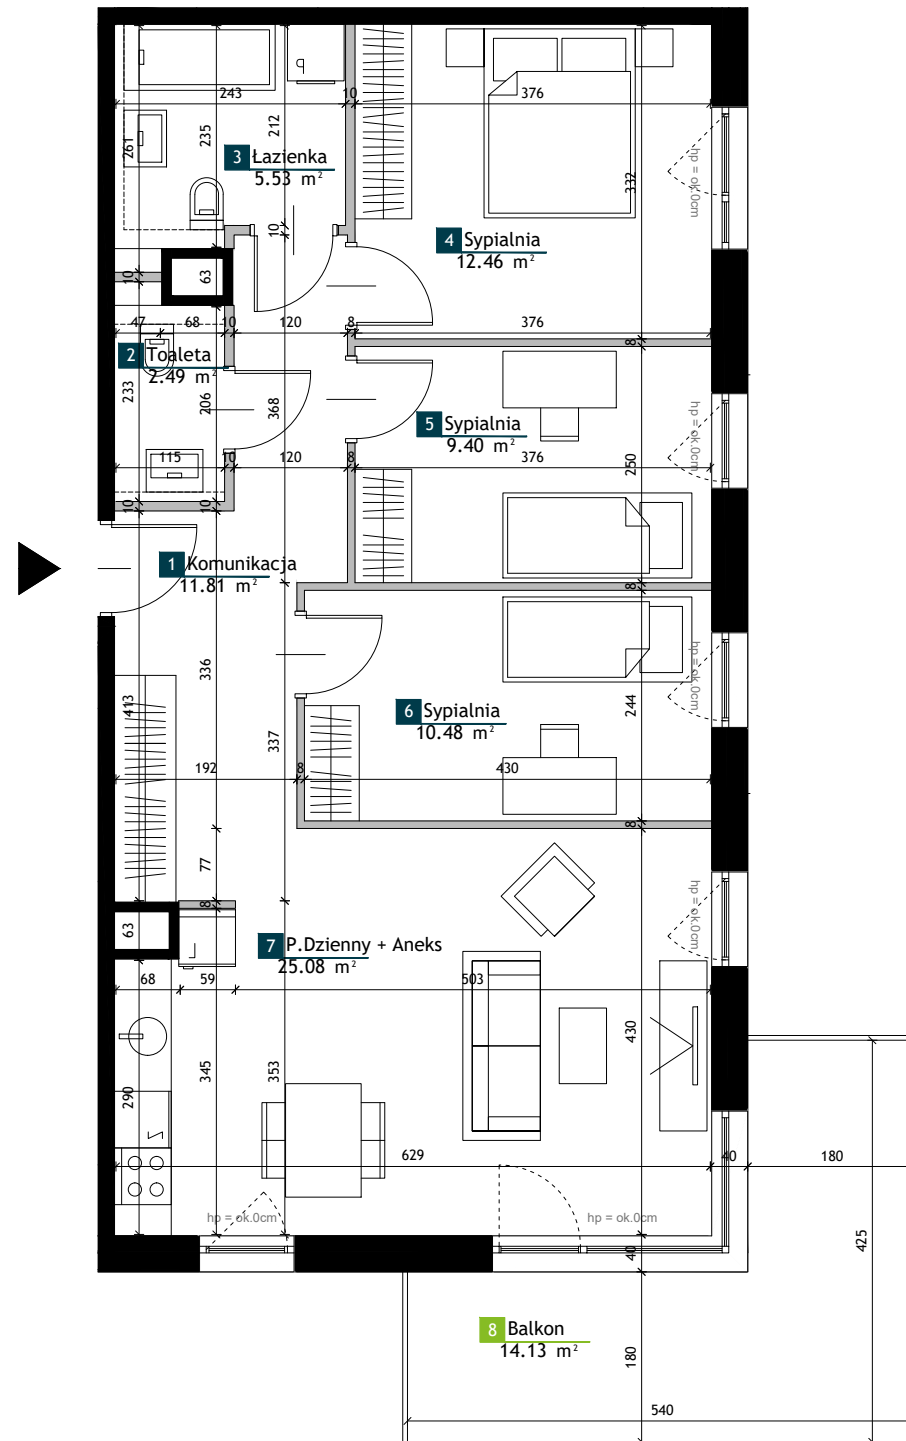 243
10
376
261
235
212
3 Łazienka
5.53 m²
332
hp = ok.0cm
4 Sypialnia
12.46 m²
10
10
63
47
68
10
120
8
376
8
2 Toaleta
2.49 m²
233
206
368
5 Sypialnia
9.40 m²
hp = ok.0cm
115
10
120
8
376
250
10
10
1 Komunikacja
11.81 m²
8
hp = ok.0cm
336
413
6 Sypialnia
10.48 m²
244
337
192
8
430
8
77
8
hp = ok.0cm
63
7 P.Dzienny + Aneks
25.08 m²
68
59
503
430
290
345
353
629
40
180
hp = ok.0cm
hp = ok.0cm
40
425
8 Balkon
14.13 m²
180
540